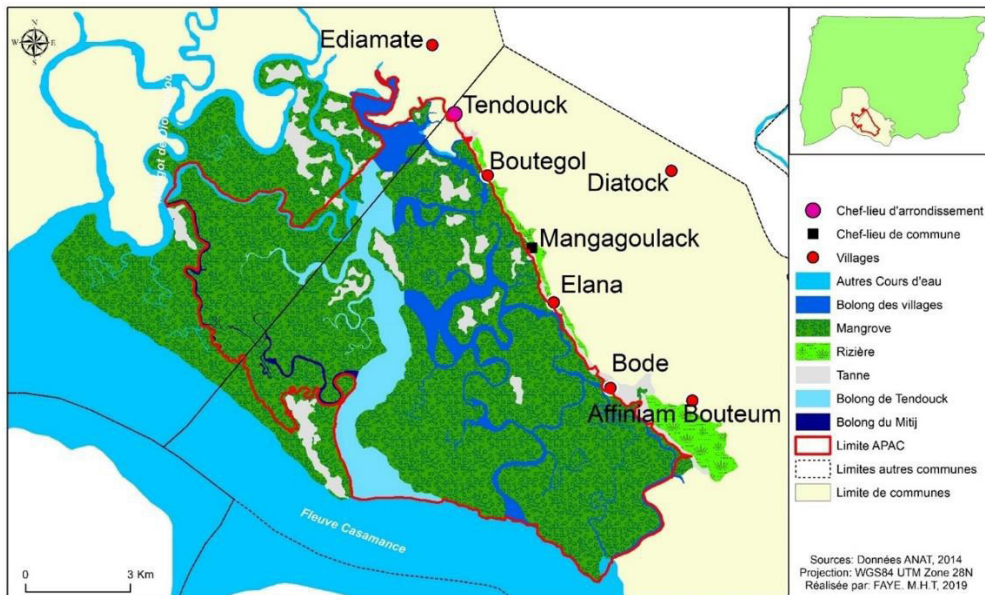 N
W E
S
Ediamate
Tendouck
Boutegol
Diatock
Mangagoulack
Elana
Bode
Affiniam Bouteum
Fleuve Casamance
0 3 Km
Chef-lieu d'arrondissement
Chef-lieu de commune
Villages
Autres Cours d'eau
Bolong des villages
Mangrove
Rizière
Tanne
Bolong de Tendouck
Bolong du Mitij
Limite APAC
Limites autres communes
Limite de communes
Sources: Données ANAT, 2014
Projection: WGS84 UTM Zone 28N
Réalisée par: FAYE. M.H.T, 2019